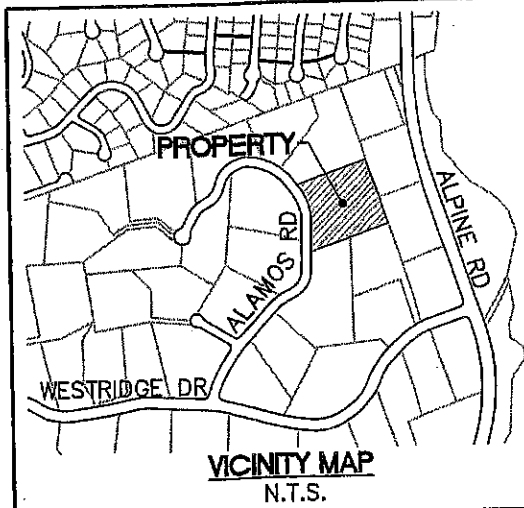 PROPERTY
ALPINE RD
ALAMOS RD
WESTRIDGE DR
VICINITY MAP
N.T.S.